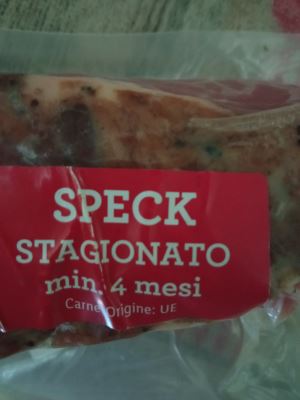 SPECK
STAGIONATO
min. 4 mesi
Carne Origine: UE